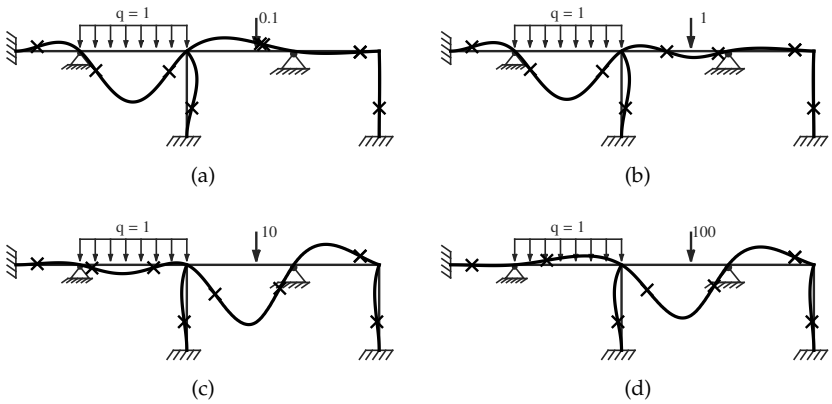 q = 1
0.1
q = 1
1
(a)
(b)
q = 1
10
q = 1
100
(c)
(d)